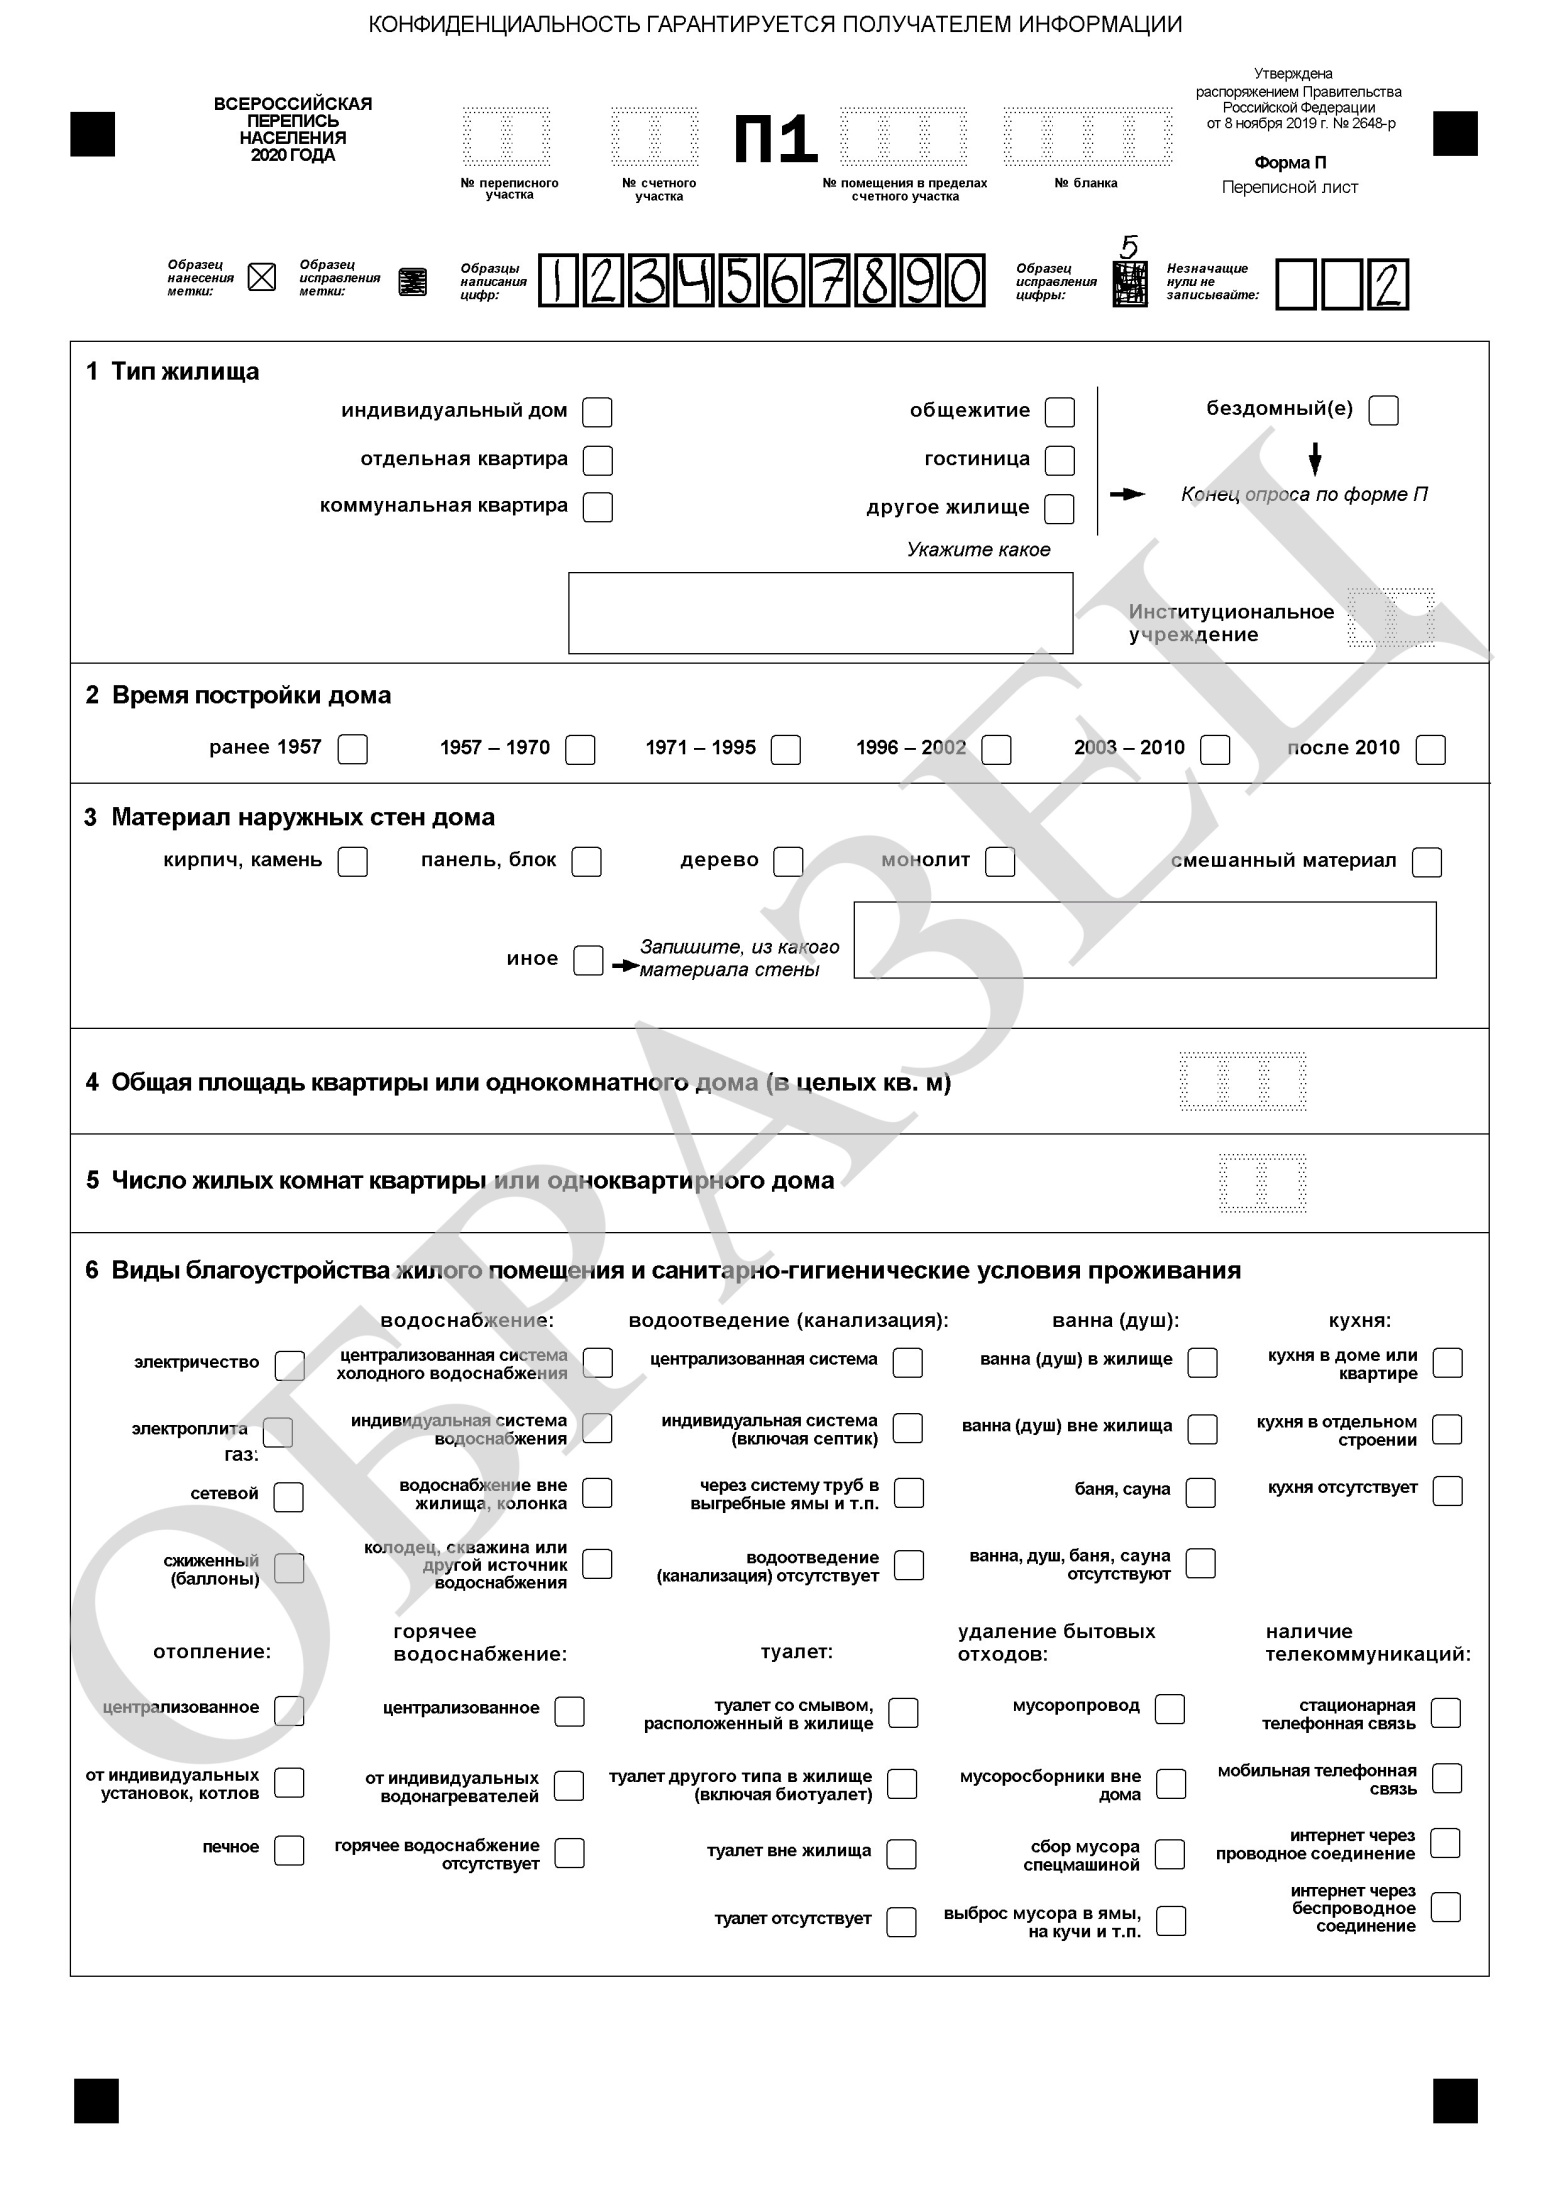 КОНФИДЕНЦИАЛЬНОСТЬ ГАРАНТИРУЕТСЯ ПОЛУЧАТЕЛЕМ ИНФОРМАЦИИ
ВСЕРОССИЙСКАЯ
ПЕРЕПИСЬ
НАСЕЛЕНИЯ
2020 ГОДА
№ переписного
участка
№ счетного
участка
П1
№ помещения в пределах
счетного участка
№ бланка
Утверждена
распоряжением Правительства
Российской Федерации
от 8 ноября 2019 г. № 2648-р
Форма П
Переписной лист
Образец
нанесения
метки:
Образец
исправления
метки:
Образцы
написания
цифр:
1 2 3 4 5 6 7 8 9 0
Образец
исправления
цифры:
5
Незначащие
нули не
записывайте:
2
1 Тип жилища
индивидуальный дом
общежитие
бездомный(е)
отдельная квартира
гостиница
Конец опроса по форме П
коммунальная квартира
другое жилище
Укажите какое
Институциональное
учреждение
2 Время постройки дома
ранее 1957
1957 – 1970
1971 – 1995
1996 – 2002
2003 – 2010
после 2010
3 Материал наружных стен дома
кирпич, камень
панель, блок
дерево
монолит
смешанный материал
иное
Запишите, из какого
материала стены
4 Общая площадь квартиры или однокомнатного дома (в целых кв. м)
5 Число жилых комнат квартиры или одноквартирного дома
6 Виды благоустройства жилого помещения и санитарно-гигиенические условия проживания
водоснабжение:
водоотведение (канализация):
ванна (душ):
кухня:
электричество
централизованная система
холодного водоснабжения
централизованная система
ванна (душ) в жилище
кухня в доме или
квартире
электроплита
газ:
индивидуальная система
водоснабжения
индивидуальная система
(включая септик)
ванна (душ) вне жилища
кухня в отдельном
строении
сетевой
водоснабжение вне
жилища, колонка
через систему труб в
выгребные ямы и т.п.
баня, сауна
кухня отсутствует
сжиженный
(баллоны)
колодец, скважина или
другой источник
водоснабжения
водоотведение
(канализация) отсутствует
ванна, душ, баня, сауна
отсутствуют
отопление:
горячее
водоснабжение:
туалет:
удаление бытовых
отходов:
наличие
телекоммуникаций:
централизованное
централизованное
туалет со смывом,
расположенный в жилище
мусоропровод
стационарная
телефонная связь
от индивидуальных
установок, котлов
от индивидуальных
водонагревателей
туалет другого типа в жилище
(включая биотуалет)
мусоросборники вне
дома
мобильная телефонная
связь
печное
горячее водоснабжение
отсутствует
туалет вне жилища
сбор мусора
спецмашиной
интернет через
проводное соединение
туалет отсутствует
выброс мусора в ямы,
на кучи и т.п.
интернет через
беспроводное
соединение
ОБРАЗЕЦ